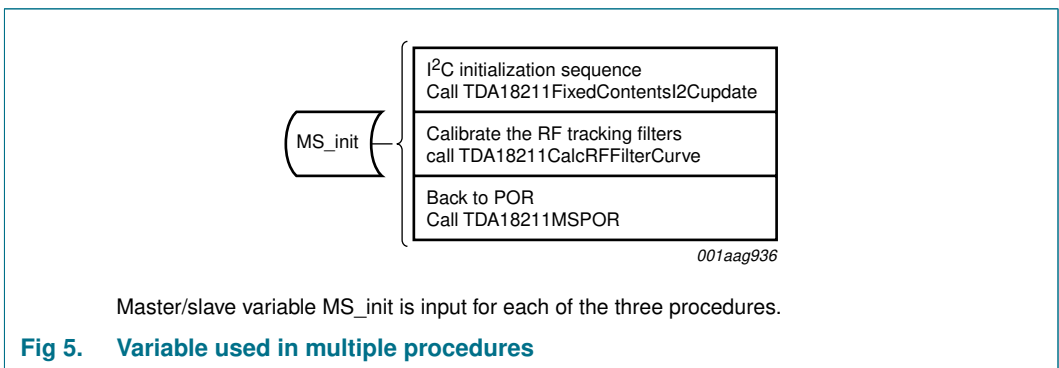 MS_init
I2C initialization sequence
Call TDA18211FixedContentsI2Cupdate
Calibrate the RF tracking filters
call TDA18211CalcRFFilterCurve
Back to POR
Call TDA18211MSPOR
001aag936
Master/slave variable MS_init is input for each of the three procedures.
Fig 5. Variable used in multiple procedures